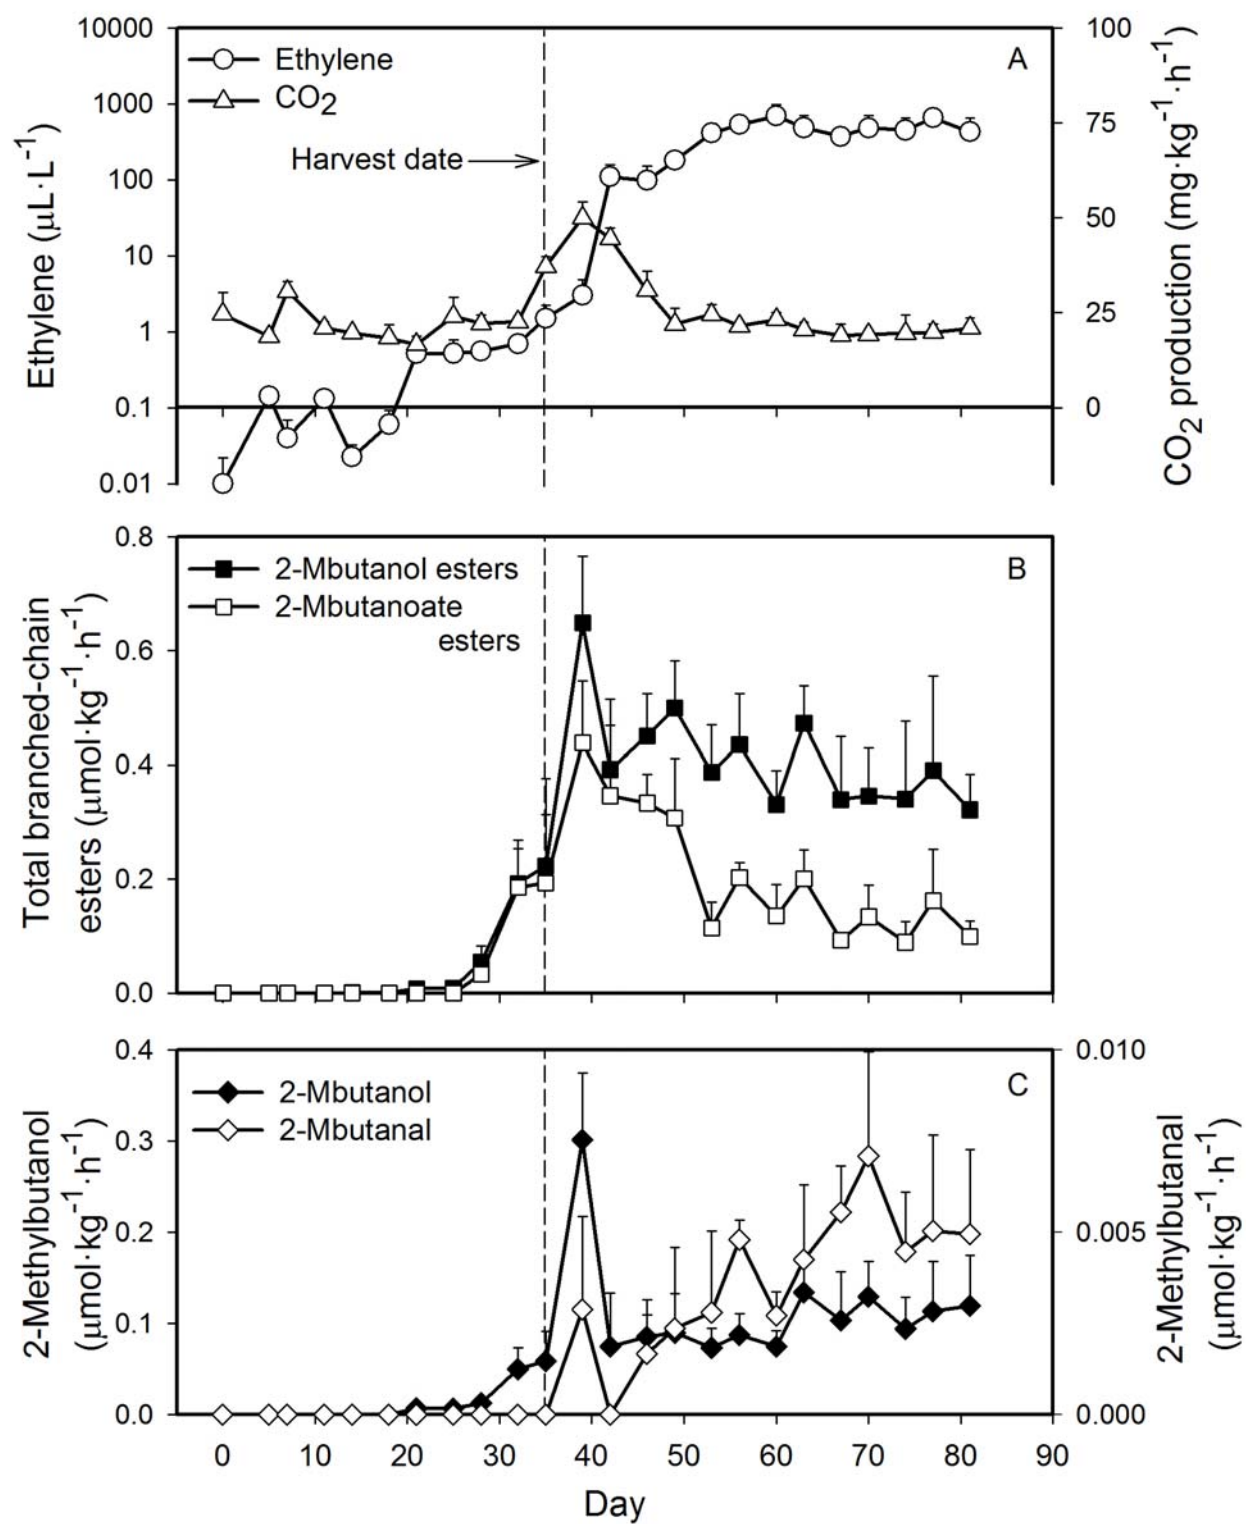 10000
1000
100
10
1
0.1
0.01
Ethylene (μL·L⁻¹)
Ethylene
CO₂
Harvest date
A
100
75
50
25
0
CO₂ production (mg·kg⁻¹·h⁻¹)
0.8
0.6
0.4
0.2
0.0
Total branched-chain
esters (μmol·kg⁻¹·h⁻¹)
2-Mbutanol esters
2-Mbutanoate
esters
B
0.4
0.3
0.2
0.1
0.0
2-Methylbutanol
(μmol·kg⁻¹·h⁻¹)
2-Mbutanol
2-Mbutanal
C
0.010
0.005
0.000
2-Methylbutanal
(μmol·kg⁻¹·h⁻¹)
0 10 20 30 40 50 60 70 80 90
Day